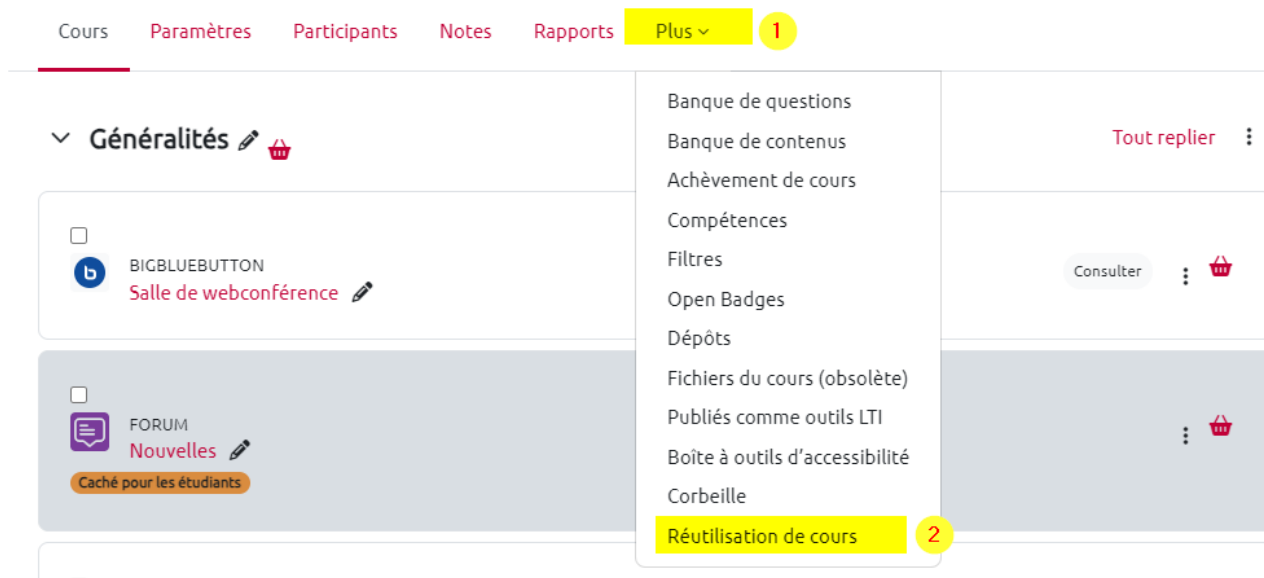 Cours Paramètres Participants Notes Rapports Plus 1
Généralités
Tout replier
BIGBLUEBUTTON
Salle de webconférence
Consulter
FORUM
Nouvelles
Caché pour les étudiants
Banque de questions
Banque de contenus
Achèvement de cours
Compétences
Filtres
Open Badges
Dépôts
Fichiers du cours (obsolète)
Publiés comme outils LTI
Boîte à outils d’accessibilité
Corbeille
Réutilisation de cours 2